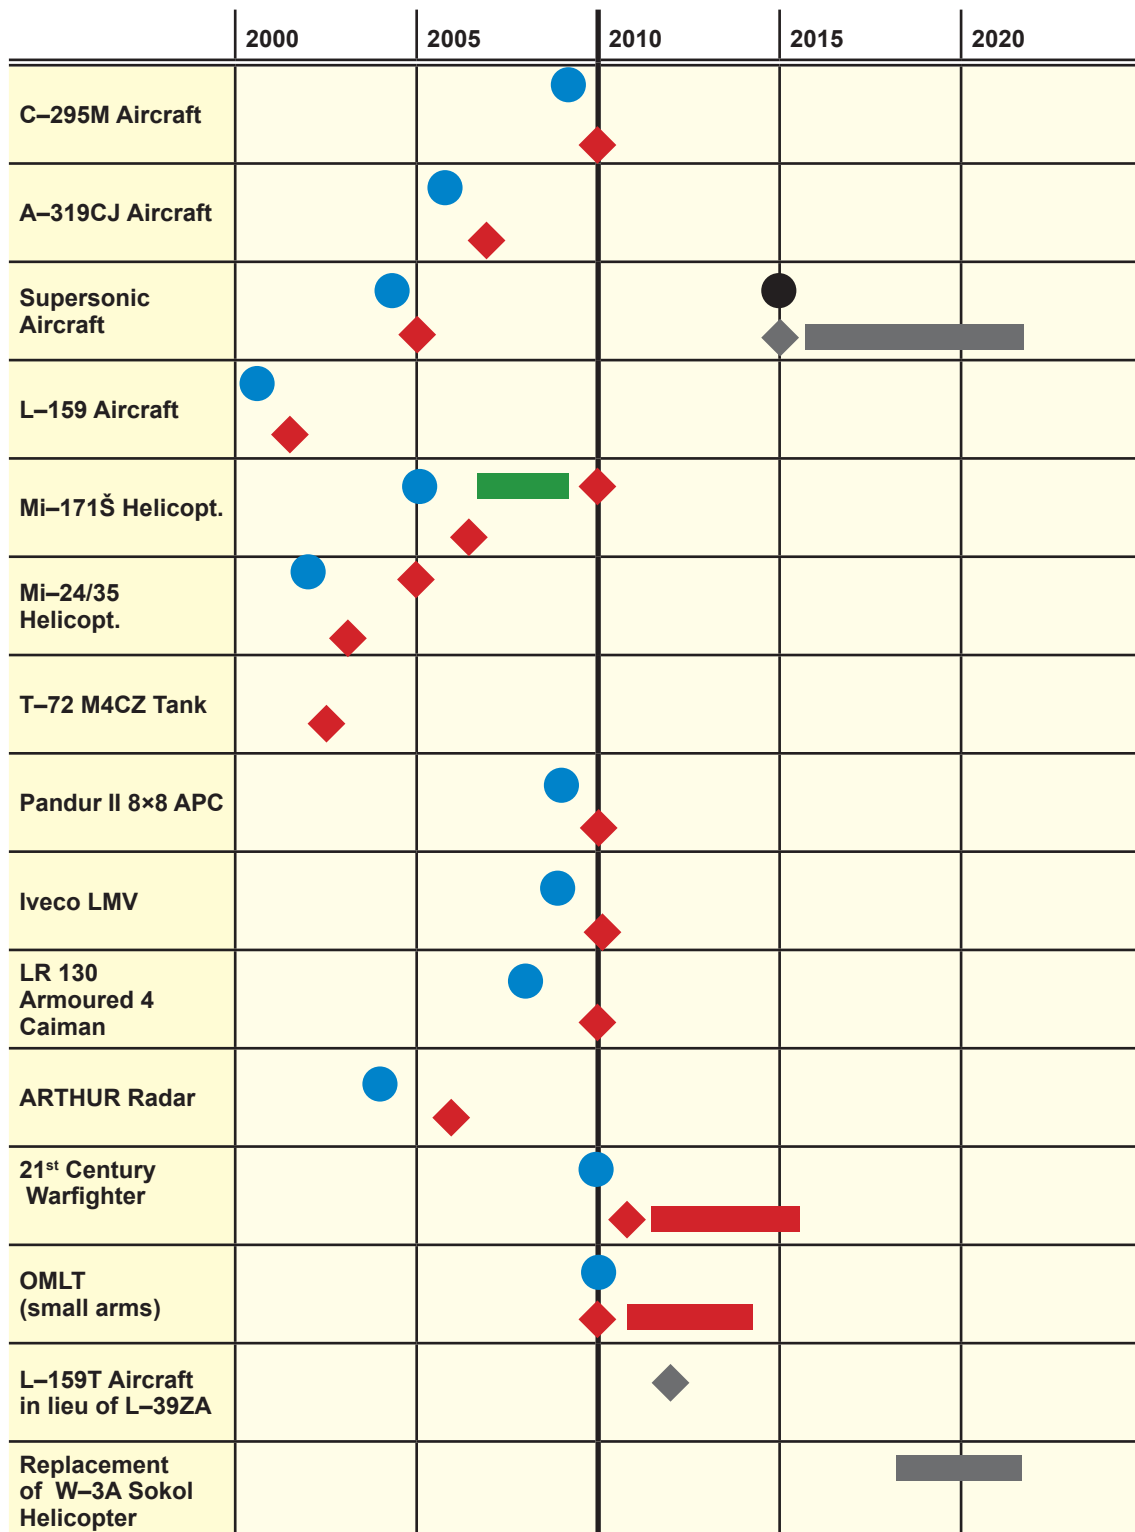 2000 2005 2010 2015 2020
C–295M Aircraft
A–319CJ Aircraft
Supersonic
Aircraft
L–159 Aircraft
Mi–171Š Helicopt.
Mi–24/35
Helicopt.
T–72 M4CZ Tank
Pandur II 8×8 APC
Iveco LMV
LR 130
Armoured 4
Caiman
ARTHUR Radar
21st Century
Warfighter
OMLT
(small arms)
L–159T Aircraft
in lieu of L–39ZA
Replacement
of W–3A Sokol
Helicopter